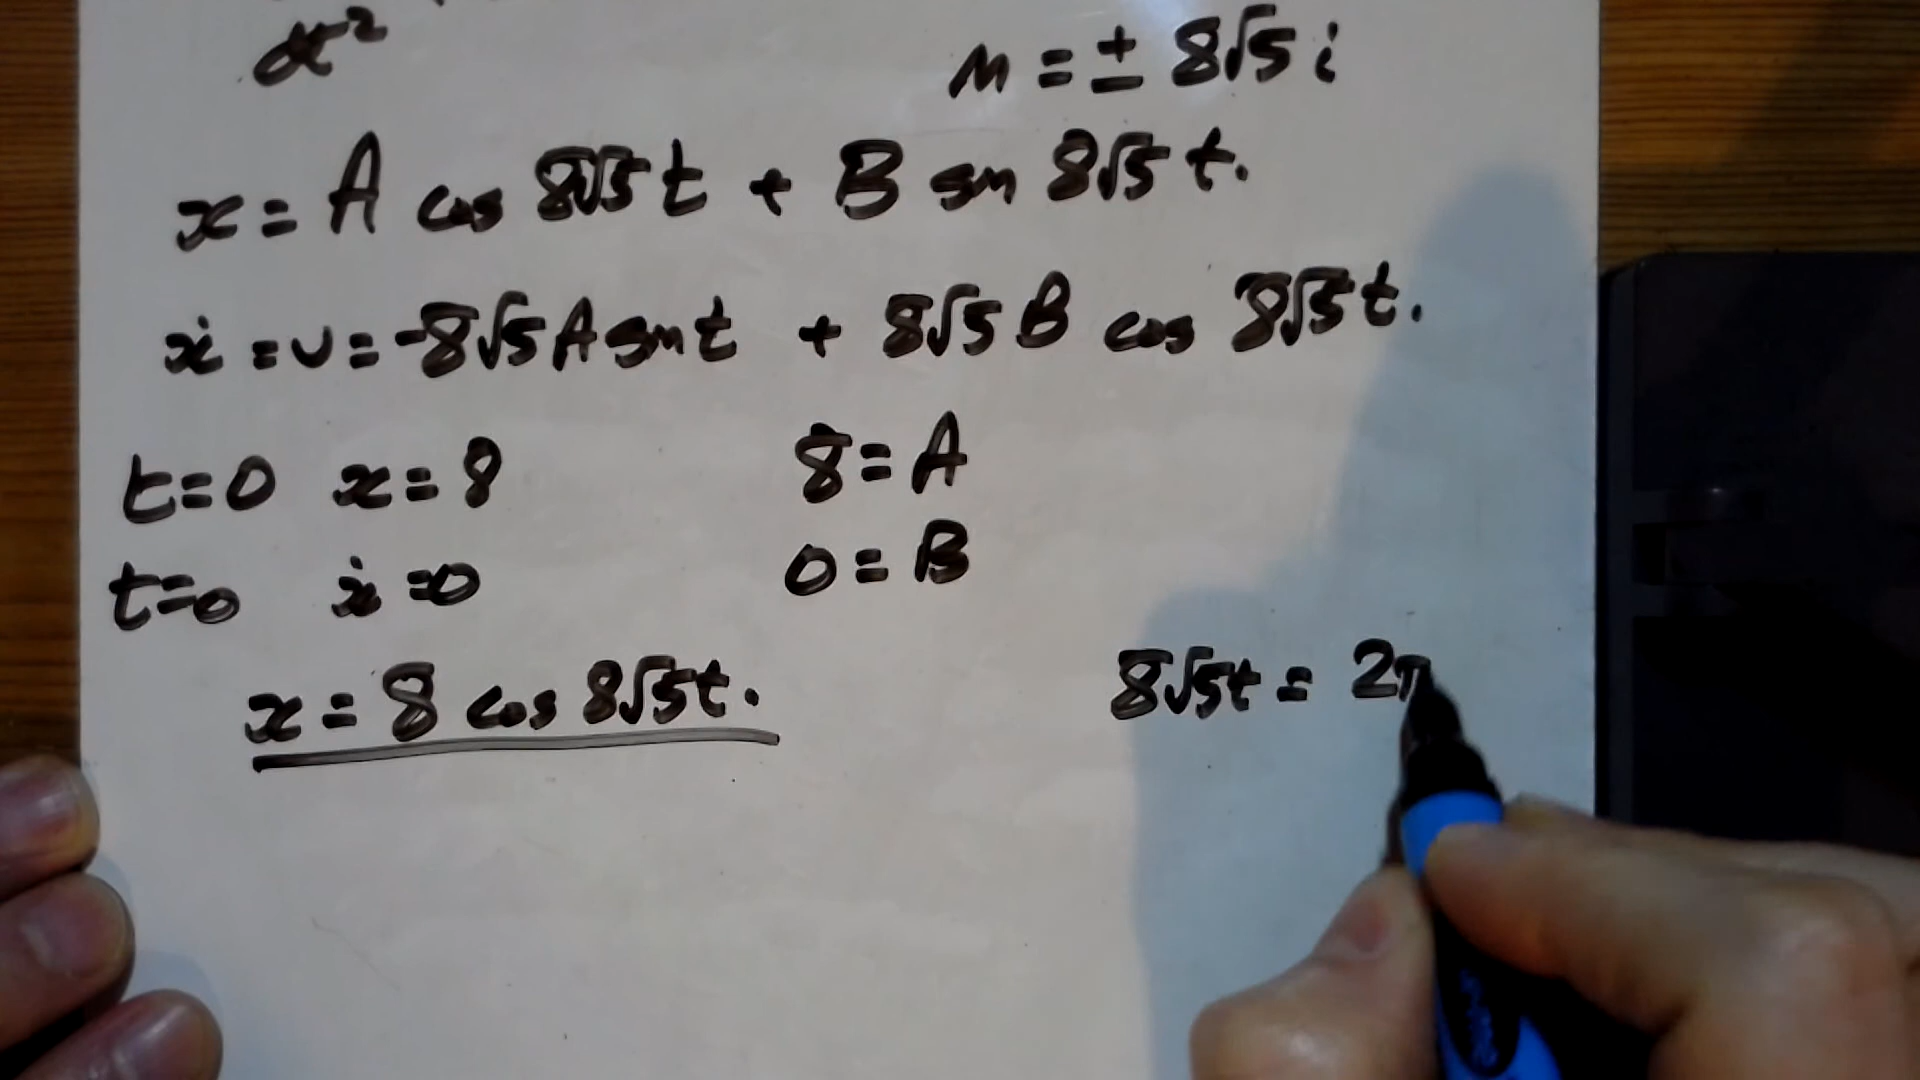 dt²
m = ± 8√5 i
x = A cos 8√5 t + B sin 8√5 t.
ẋ = v = -8√5 A sin t + 8√5 B cos 8√5 t.
t=0 x=8 8=A
t=0 ẋ=0 0=B
x = 8 cos 8√5t. 8√5t = 2π